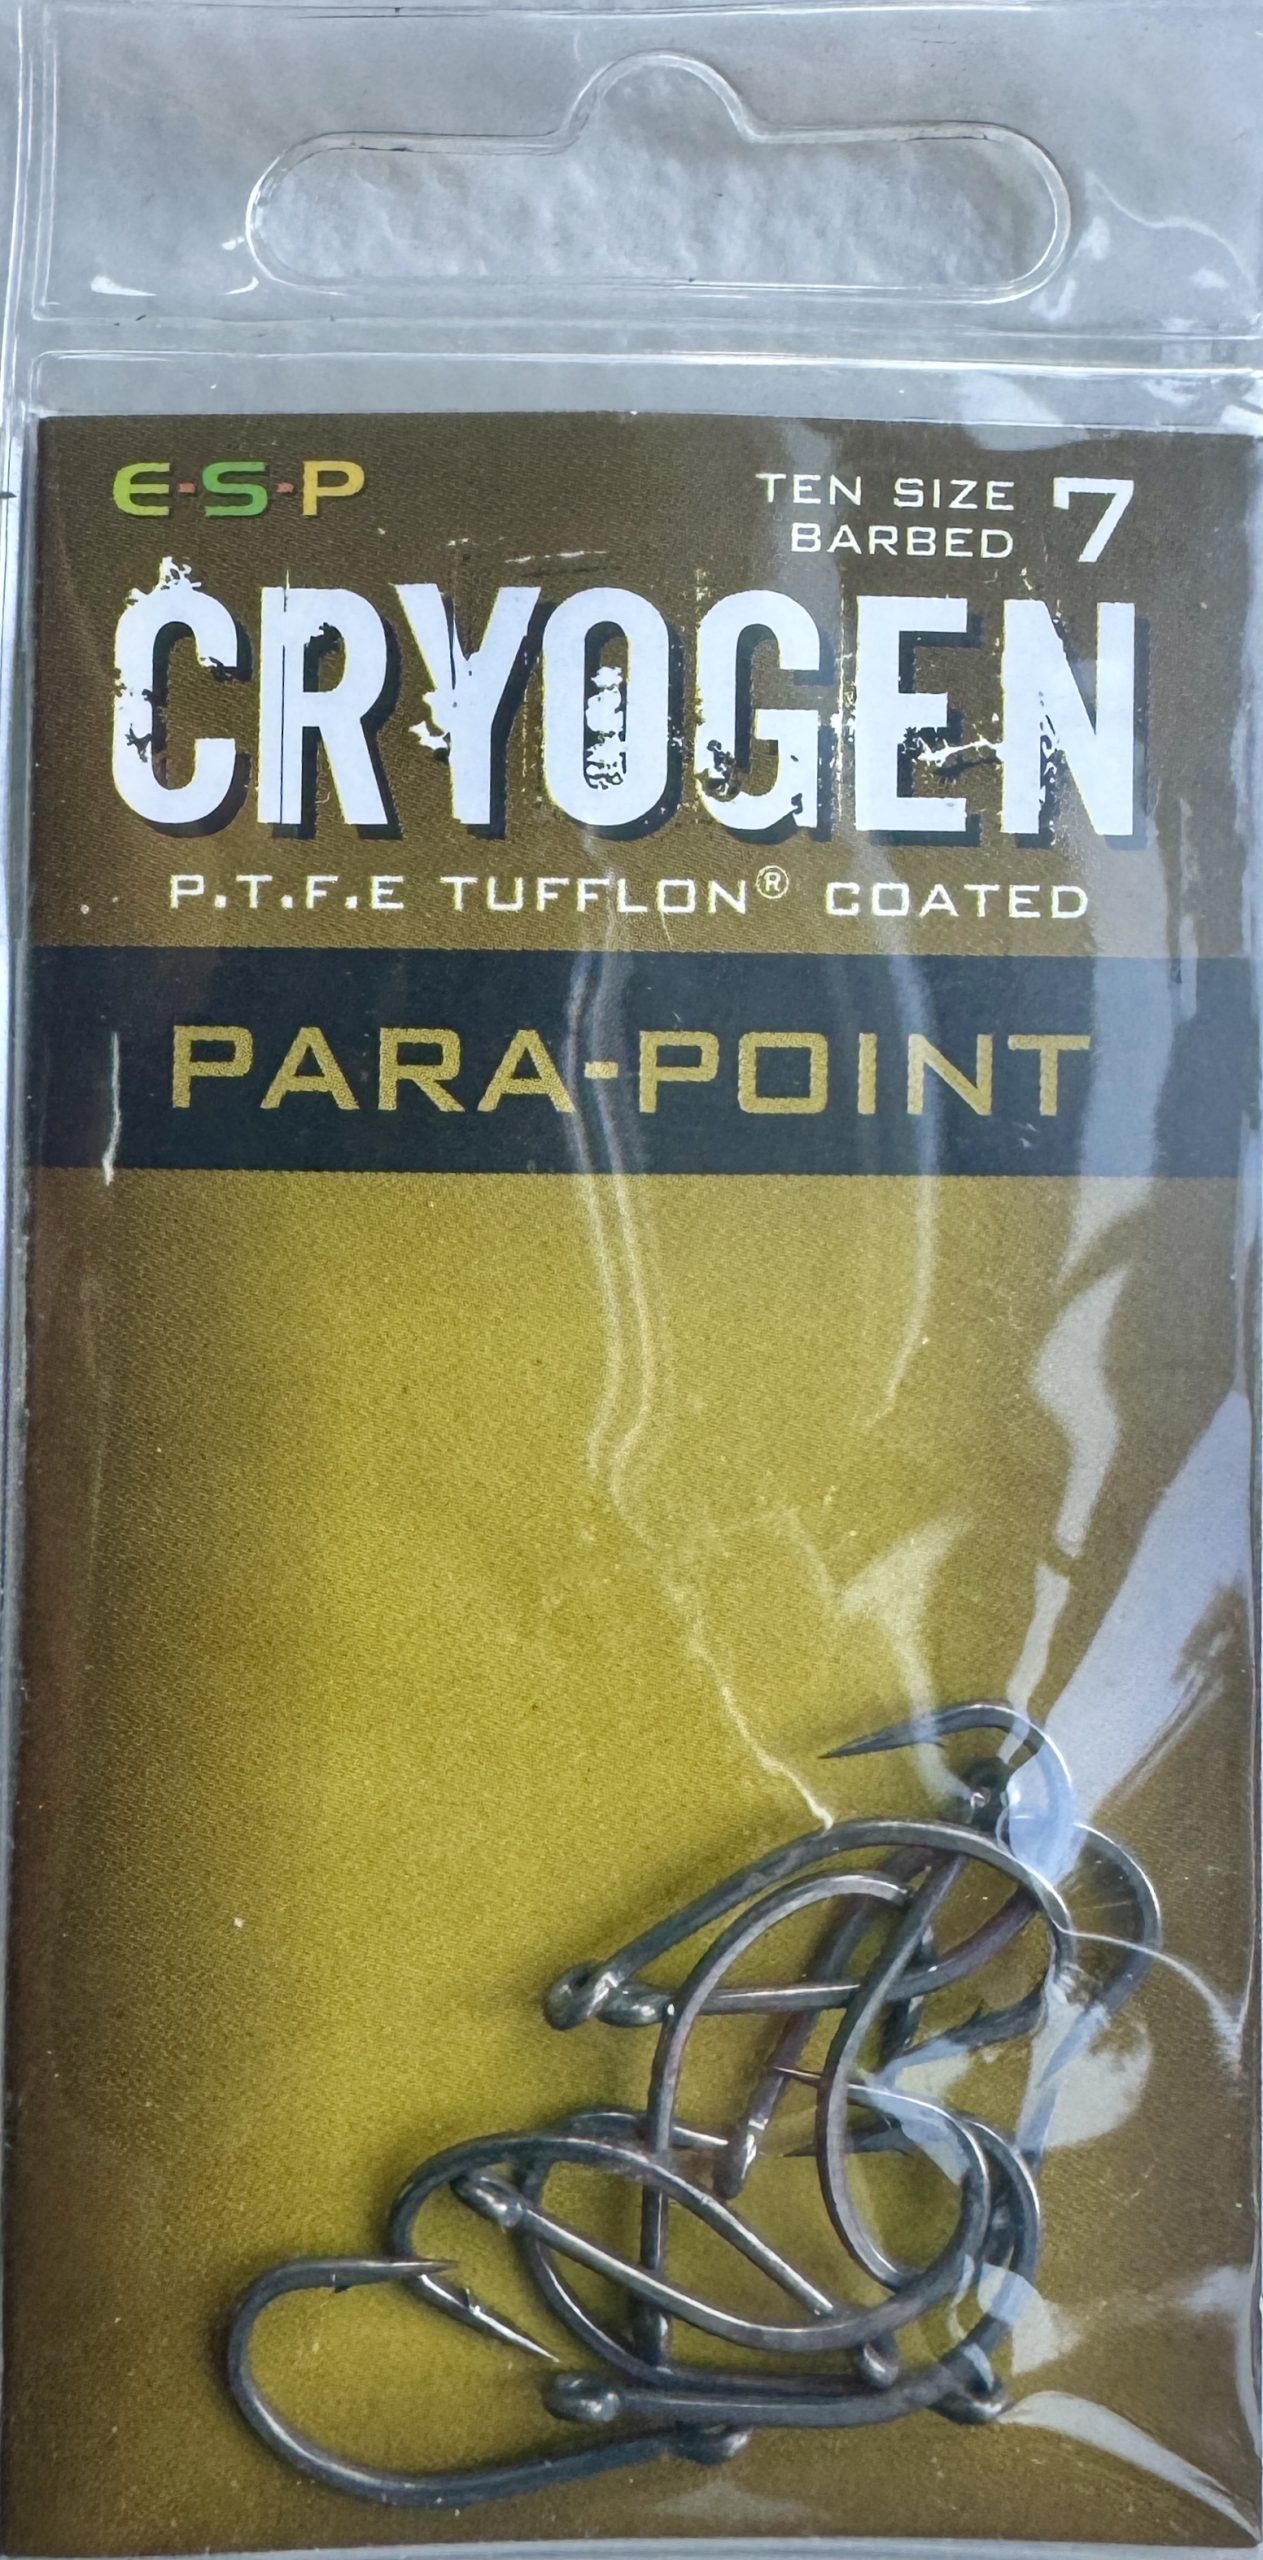 E·S·P
TEN SIZE 7
BARBED
CRYOGEN
P.T.F.E TUFFLON® COATED
PARA-POINT